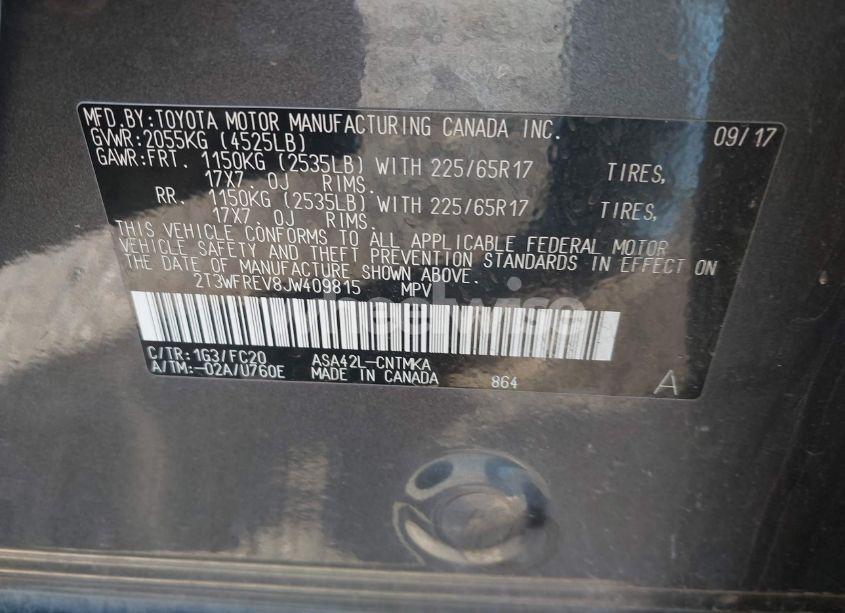 MFD.BY:TOYOTA MOTOR MANUFACTURING CANADA INC. 09/17
GVWR:2055KG (4525LB)
GAWR:FRT. 1150KG (2535LB) WITH 225/65R17 TIRES,
17X7.0J RIMS.
RR. 1150KG (2535LB) WITH 225/65R17 TIRES,
17X7.0J RIMS.
THIS VEHICLE CONFORMS TO ALL APPLICABLE FEDERAL MOTOR
VEHICLE SAFETY AND THEFT PREVENTION STANDARDS IN EFFECT ON
THE DATE OF MANUFACTURE SHOWN ABOVE.
2T3WFREV8JW409815 MPV
C/TR:1G3/FC20 ASA42L-CNTMKA
A/TM:-02A/U760E MADE IN CANADA 864 A